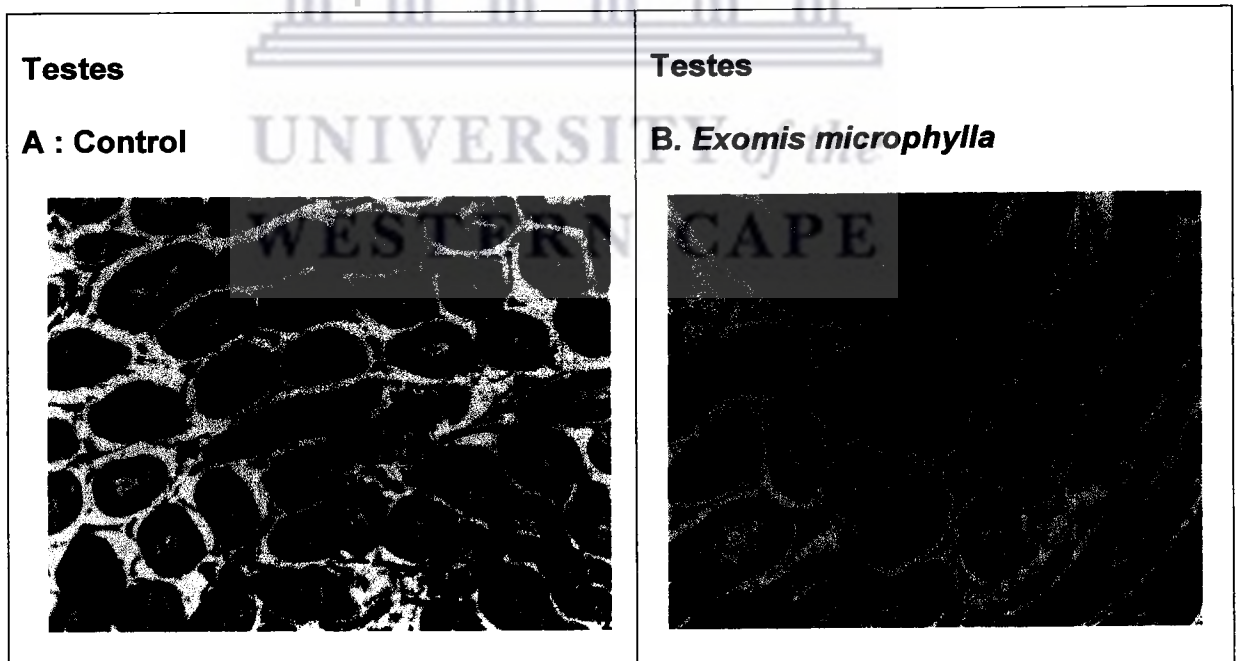 Testes
A : Control
Testes
B. Exomis microphylla
UNIVERSITY of the
WESTERN CAPE